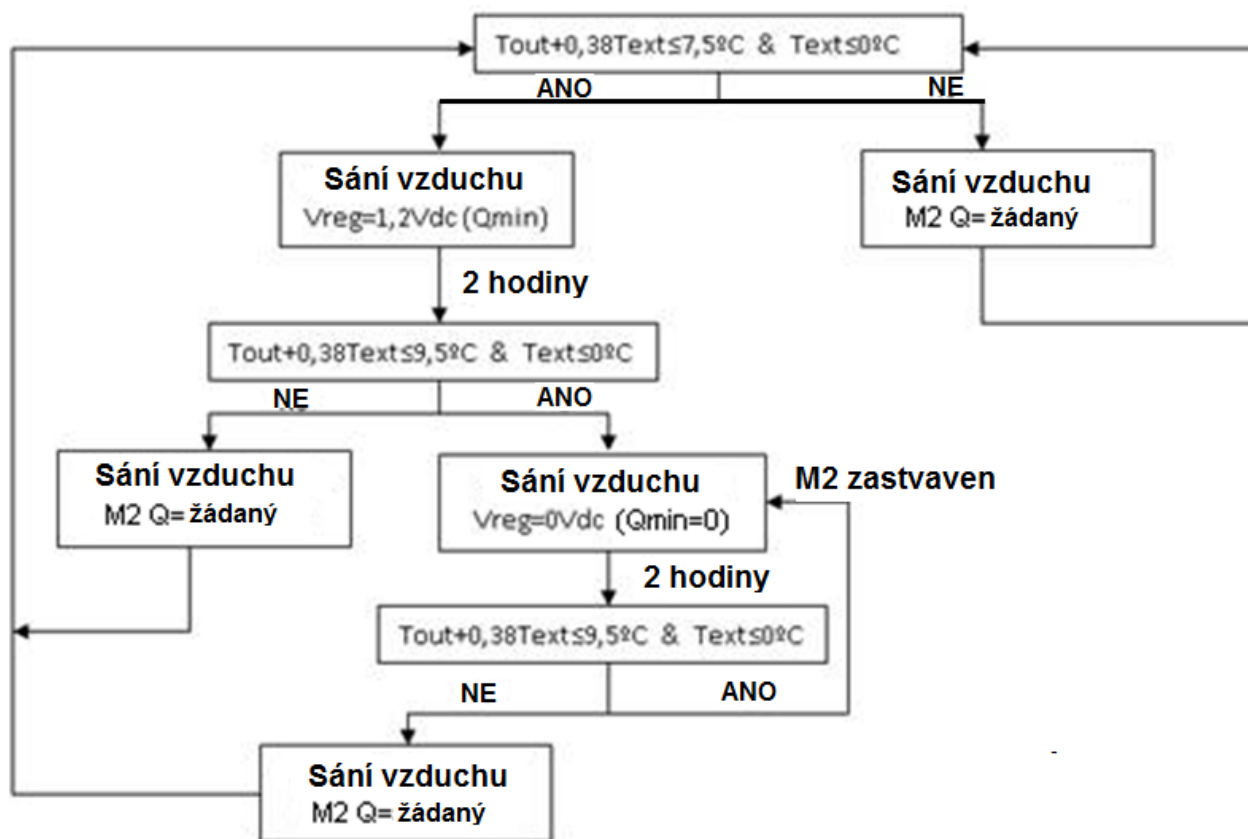 Tout+0,38Text≤7,5ºC & Text≤0ºC
ANO
NE
Sání vzduchu
Vreg=1,2Vdc (Qmin)
Sání vzduchu
M2 Q= žádaný
2 hodiny
Tout+0,38Text≤9,5ºC & Text≤0ºC
NE
ANO
Sání vzduchu
M2 Q= žádaný
Sání vzduchu
Vreg=0Vdc (Qmin=0)
M2 zastvaven
2 hodiny
Tout+0,38Text≤9,5ºC & Text≤0ºC
NE
ANO
Sání vzduchu
M2 Q= žádaný
-